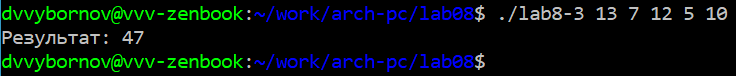 dvvybornov@vvv-zenbook:~/work/arch-pc/lab08$ ./lab8-3 13 7 12 5 10
Результат: 47
dvvybornov@vvv-zenbook:~/work/arch-pc/lab08$